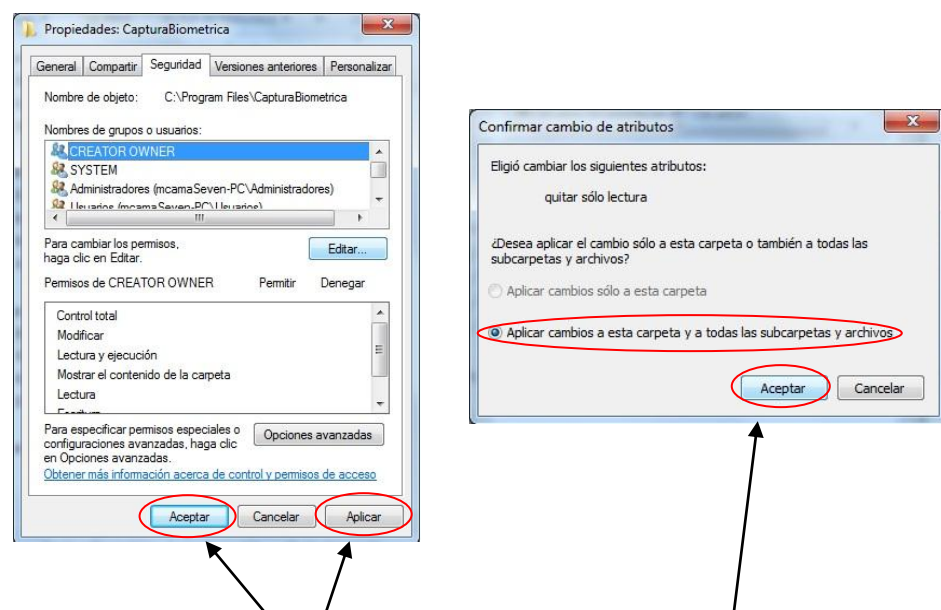 Propiedades: CapturaBiometrica
General Compartir Seguridad Versiones anteriores Personalizar
Nombre de objeto: C:\Program Files\CapturaBiometrica
Nombres de grupos o usuarios:
CREATOR OWNER
SYSTEM
Administradores (mcamaSeven-PC\Administradores)
Usuarios (mcamaSeven-PC\Usuarios)
Para cambiar los permisos,
haga clic en Editar.
Editar...
Permisos de CREATOR OWNER Permitir Denegar
Control total
Modificar
Lectura y ejecución
Mostrar el contenido de la carpeta
Lectura
Escritura
Para especificar permisos especiales o
configuraciones avanzadas, haga clic
en Opciones avanzadas.
Opciones avanzadas
Obtener más información acerca de control y permisos de acceso
Aceptar Cancelar Aplicar
Confirmar cambio de atributos
Eligió cambiar los siguientes atributos:
quitar sólo lectura
¿Desea aplicar el cambio sólo a esta carpeta o también a todas las
subcarpetas y archivos?
Aplicar cambios sólo a esta carpeta
Aplicar cambios a esta carpeta y a todas las subcarpetas y archivos
Aceptar Cancelar